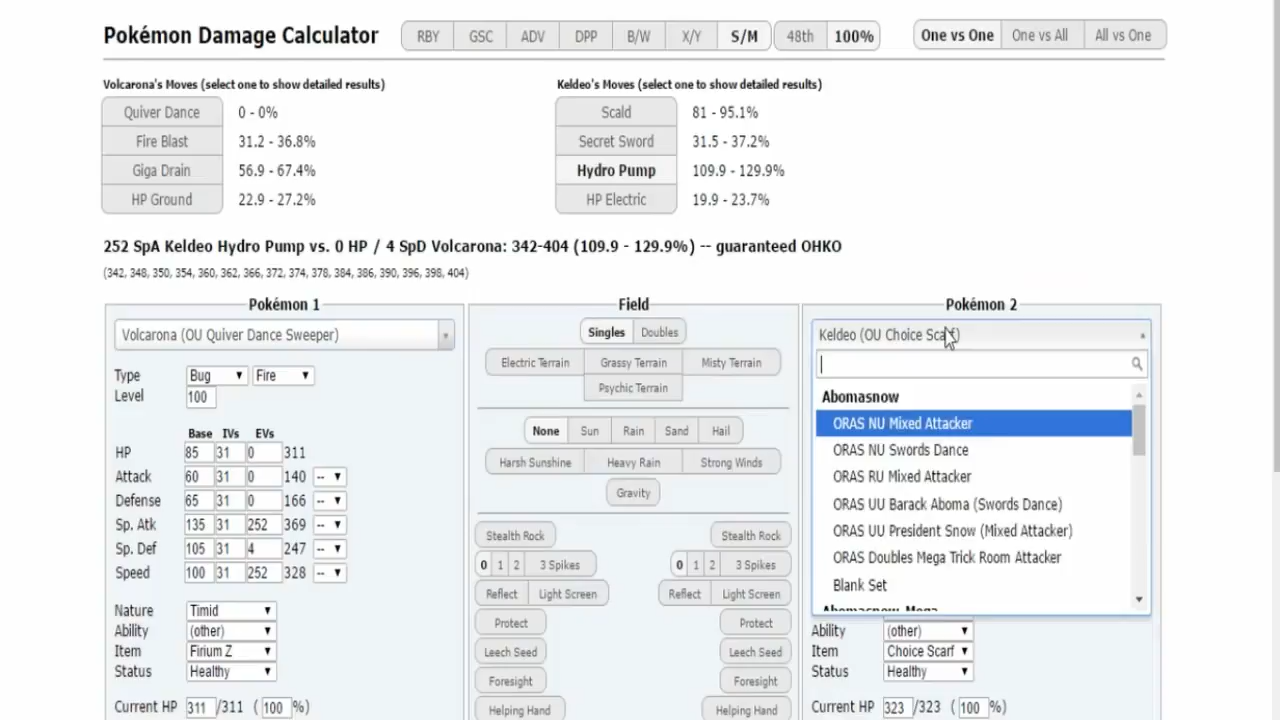 Pokémon Damage Calculator RBY GSC ADV DPP B/W X/Y S/M 48th 100% One vs One One vs All All vs One
Volcarona's Moves (select one to show detailed results) Keldeo's Moves (select one to show detailed results)
Quiver Dance 0 - 0% Scald 81 - 95.1%
Fire Blast 31.2 - 36.8% Secret Sword 31.5 - 37.2%
Giga Drain 56.9 - 67.4% Hydro Pump 109.9 - 129.9%
HP Ground 22.9 - 27.2% HP Electric 19.9 - 23.7%
252 SpA Keldeo Hydro Pump vs. 0 HP / 4 SpD Volcarona: 342-404 (109.9 - 129.9%) -- guaranteed OHKO
(342, 348, 350, 354, 360, 362, 366, 372, 374, 378, 384, 386, 390, 396, 398, 404)
Pokémon 1
Volcarona (OU Quiver Dance Sweeper)
Type Bug Fire
Level 100
Base IVs EVs
HP 85 31 0 311
Attack 60 31 0 140 --
Defense 65 31 0 166 --
Sp. Atk 135 31 252 369 --
Sp. Def 105 31 4 247 --
Speed 100 31 252 328 --
Nature Timid
Ability (other)
Item Firium Z
Status Healthy
Current HP 311 /311 ( 100 %)
Field
Singles Doubles
Electric Terrain Grassy Terrain Misty Terrain
Psychic Terrain
None Sun Rain Sand Hail
Harsh Sunshine Heavy Rain Strong Winds
Gravity
Stealth Rock Stealth Rock
0 1 2 3 Spikes 0 1 2 3 Spikes
Reflect Light Screen Reflect Light Screen
Protect Protect
Leech Seed Leech Seed
Foresight Foresight
Helping Hand Helping Hand
Pokémon 2
Keldeo (OU Choice Scarf)
Abomasnow
ORAS NU Mixed Attacker
ORAS NU Swords Dance
ORAS RU Mixed Attacker
ORAS UU Barack Aboma (Swords Dance)
ORAS UU President Snow (Mixed Attacker)
ORAS Doubles Mega Trick Room Attacker
Blank Set
Abomasnow-Mega
Ability (other)
Item Choice Scarf
Status Healthy
Current HP 323 /323 ( 100 %)